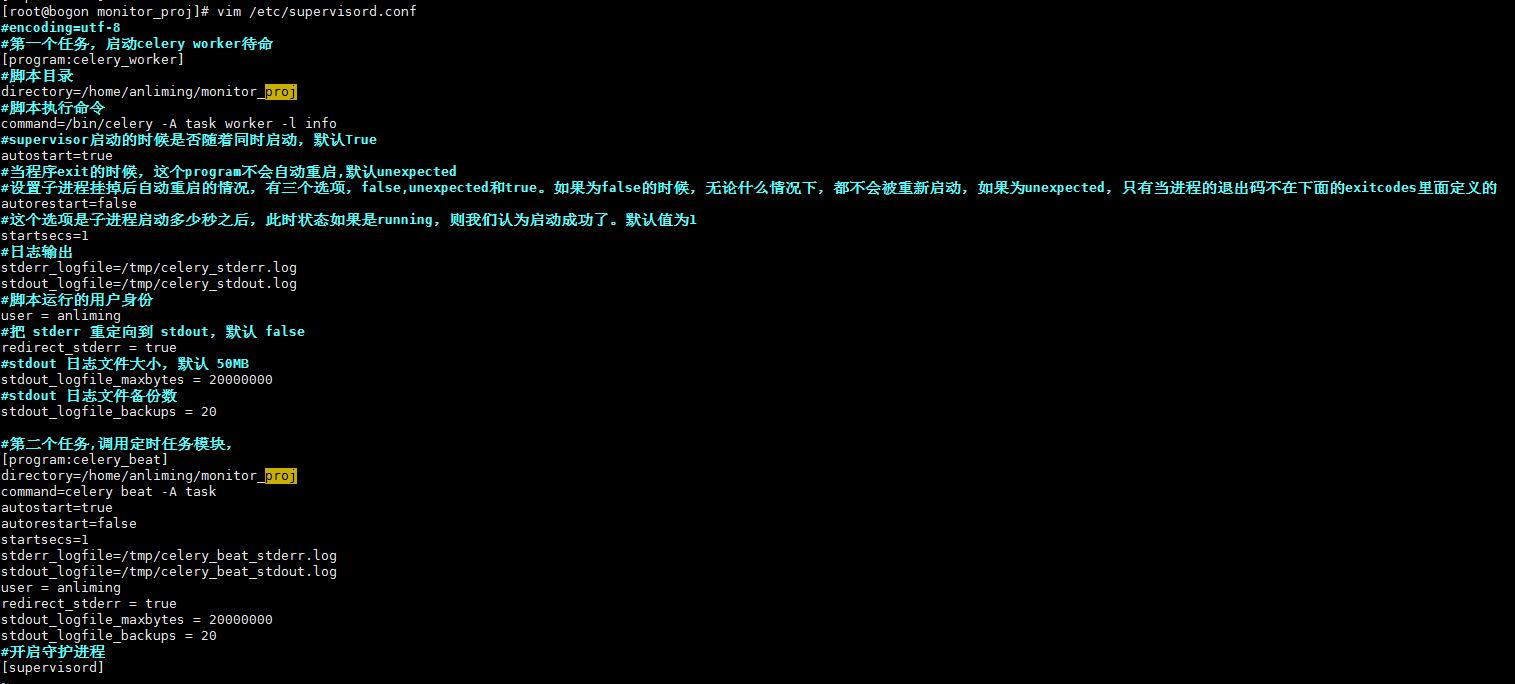 [root@bogon monitor_proj]# vim /etc/supervisord.conf
#encoding=utf-8
#第一个任务，启动celery worker待命
[program:celery_worker]
#脚本目录
directory=/home/anliming/monitor_proj
#脚本执行命令
command=/bin/celery -A task worker -l info
#supervisor启动的时候是否随着同时启动，默认True
autostart=true
#当程序exit的时候，这个program不会自动重启,默认unexpected
#设置子进程挂掉后自动重启的情况，有三个选项，false,unexpected和true。如果为false的时候，无论什么情况下，都不会被重新启动，如果为unexpected，只有当进程的退出码不在下面的exitcodes里面定义的
autorestart=false
#这个选项是子进程启动多少秒之后，此时状态如果是running，则我们认为启动成功了。默认值为1
startsecs=1
#日志输出
stderr_logfile=/tmp/celery_stderr.log
stdout_logfile=/tmp/celery_stdout.log
#脚本运行的用户身份
user = anliming
#把 stderr 重定向到 stdout，默认 false
redirect_stderr = true
#stdout 日志文件大小，默认 50MB
stdout_logfile_maxbytes = 20000000
#stdout 日志文件备份数
stdout_logfile_backups = 20
#第二个任务,调用定时任务模块，
[program:celery_beat]
directory=/home/anliming/monitor_proj
command=celery beat -A task
autostart=true
autorestart=false
startsecs=1
stderr_logfile=/tmp/celery_beat_stderr.log
stdout_logfile=/tmp/celery_beat_stdout.log
user = anliming
redirect_stderr = true
stdout_logfile_maxbytes = 20000000
stdout_logfile_backups = 20
#开启守护进程
[supervisord]